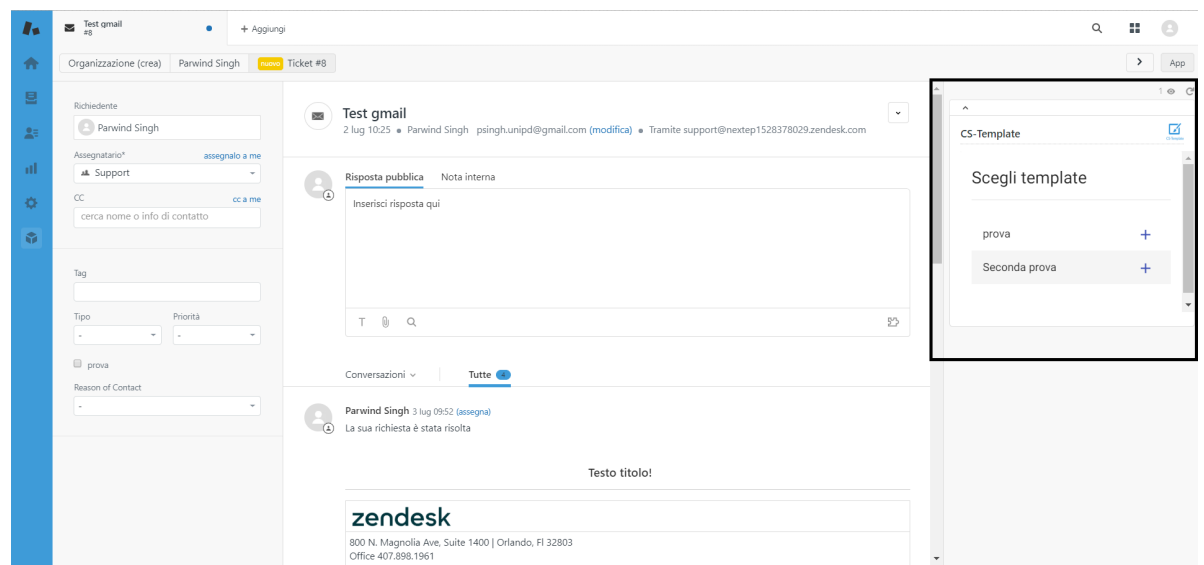 Test gmail
#8
+ Aggiungi
Organizzazione (crea)
Parwind Singh
nuovo Ticket #8
App
Richiedente
Parwind Singh
Assegnatario*
assegnalo a me
Support
CC
cc a me
cerca nome o info di contatto
Tag
Tipo
Priorità
-
-
prova
Reason of Contact
-
Test gmail
2 lug 10:25 • Parwind Singh psingh.unipd@gmail.com (modifica) • Tramite support@nextep1528378029.zendesk.com
Risposta pubblica
Nota interna
Inserisci risposta qui
T
Conversazioni
Tutte 4
Parwind Singh 3 lug 09:52 (assegna)
La sua richiesta è stata risolta
Testo titolo!
zendesk
800 N. Magnolia Ave, Suite 1400 | Orlando, Fl 32803
Office 407.898.1961
1
CS-Template
Scegli template
prova +
Seconda prova +